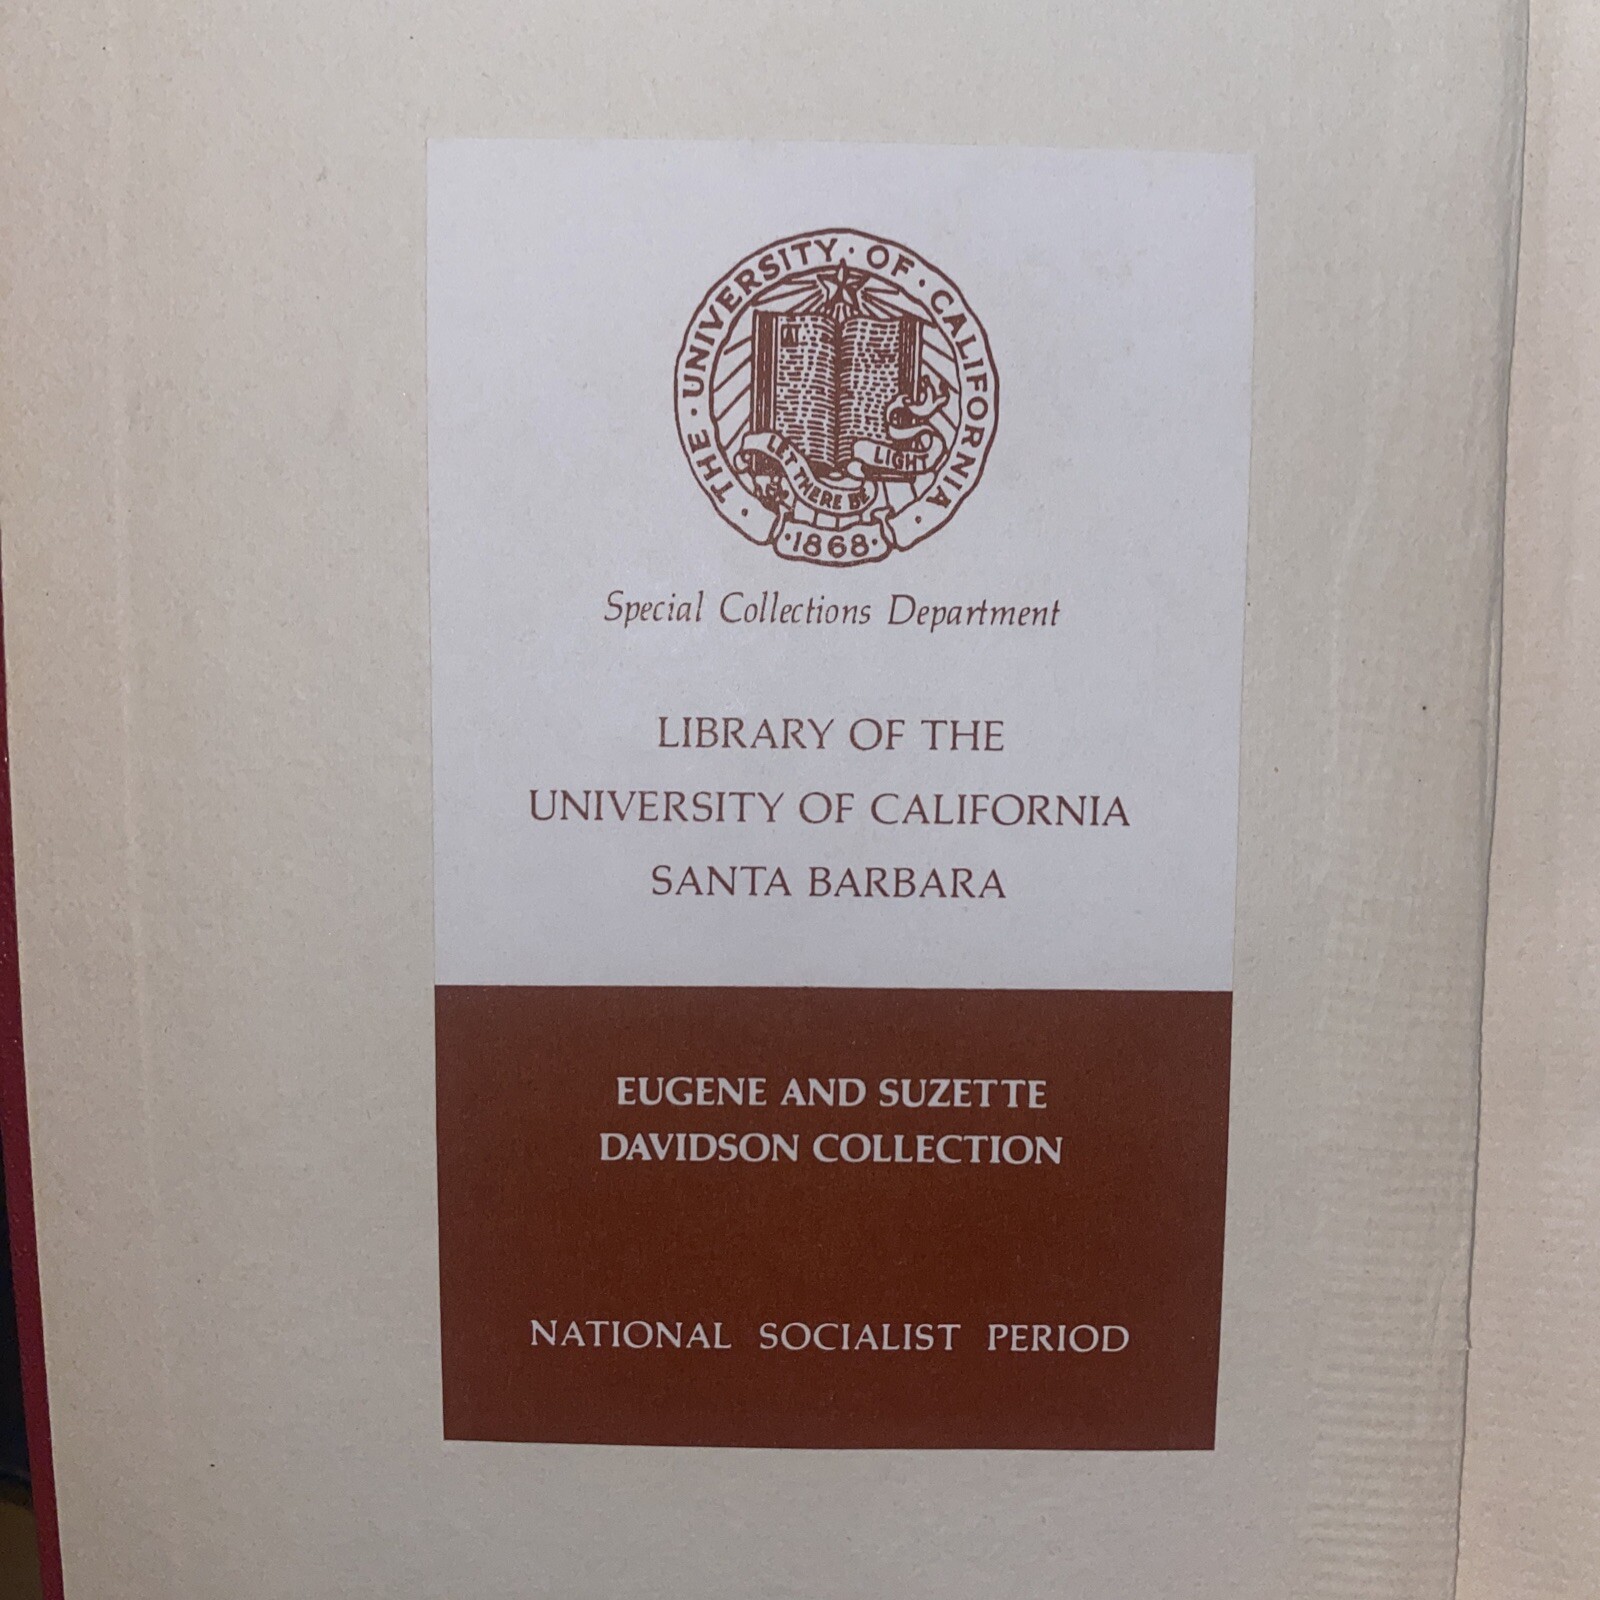 THE · UNIVERSITY · OF · CALIFORNIA ·
LET THERE BE LIGHT
·1868·
Special Collections Department
LIBRARY OF THE
UNIVERSITY OF CALIFORNIA
SANTA BARBARA
EUGENE AND SUZETTE
DAVIDSON COLLECTION
NATIONAL SOCIALIST PERIOD